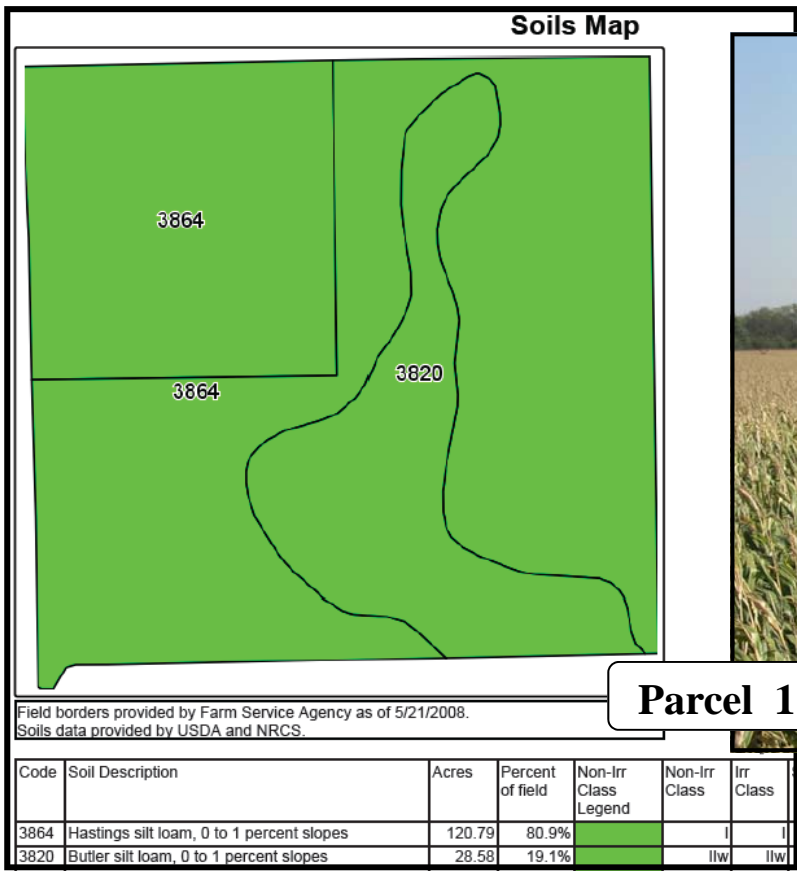 Soils Map
3864
3864
3820
Parcel 1
Field borders provided by Farm Service Agency as of 5/21/2008.
Soils data provided by USDA and NRCS.
Code Soil Description Acres Percent of field Non-Irr Class Legend Non-Irr Class Irr Class
3864 Hastings silt loam, 0 to 1 percent slopes 120.79 80.9% I I
3820 Butler silt loam, 0 to 1 percent slopes 28.58 19.1% IIw IIw